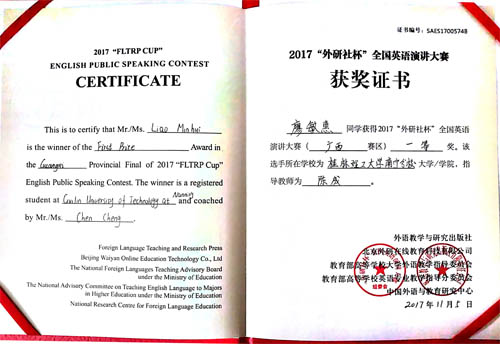 2017 "FLTRP CUP"
ENGLISH PUBLIC SPEAKING CONTEST
CERTIFICATE
This is to certify that Mr./Ms. Liao Minhui
is the winner of the First Prize Award in
the Guangxi Provincial Final of 2017 "FLTRP Cup"
English Public Speaking Contest. The winner is a registered
student at Guilin University of Technology at Nanning and coached
by Mr./Ms. Chen Cheng.
Foreign Language Teaching and Research Press
Beijing Waiyan Online Education Technology Co., Ltd
The National Foreign Languages Teaching Advisory Board
under the Ministry of Education
The National Advisory Committee on Teaching English Language to Majors
in Higher Education under the Ministry of Education
National Research Centre for Foreign Language Education
证书编号:SAES17005748
2017 “外研社杯”全国英语演讲大赛
获奖证书
廖敏惠 同学获得2017“外研社杯”全国英语
演讲大赛( 广西 赛区) 一等 奖。该
选手所在学校为 桂林理工大学南宁分校 大学/学院,指
导教师为 陈成 。
外语教学与研究出版社
北京外研在线教育科技有限公司
教育部高等学校大学外语教学指导委员会
教育部高等学校英语专业教学指导分委员会
中国外语与教育研究中心
2017年11月5日
组委会